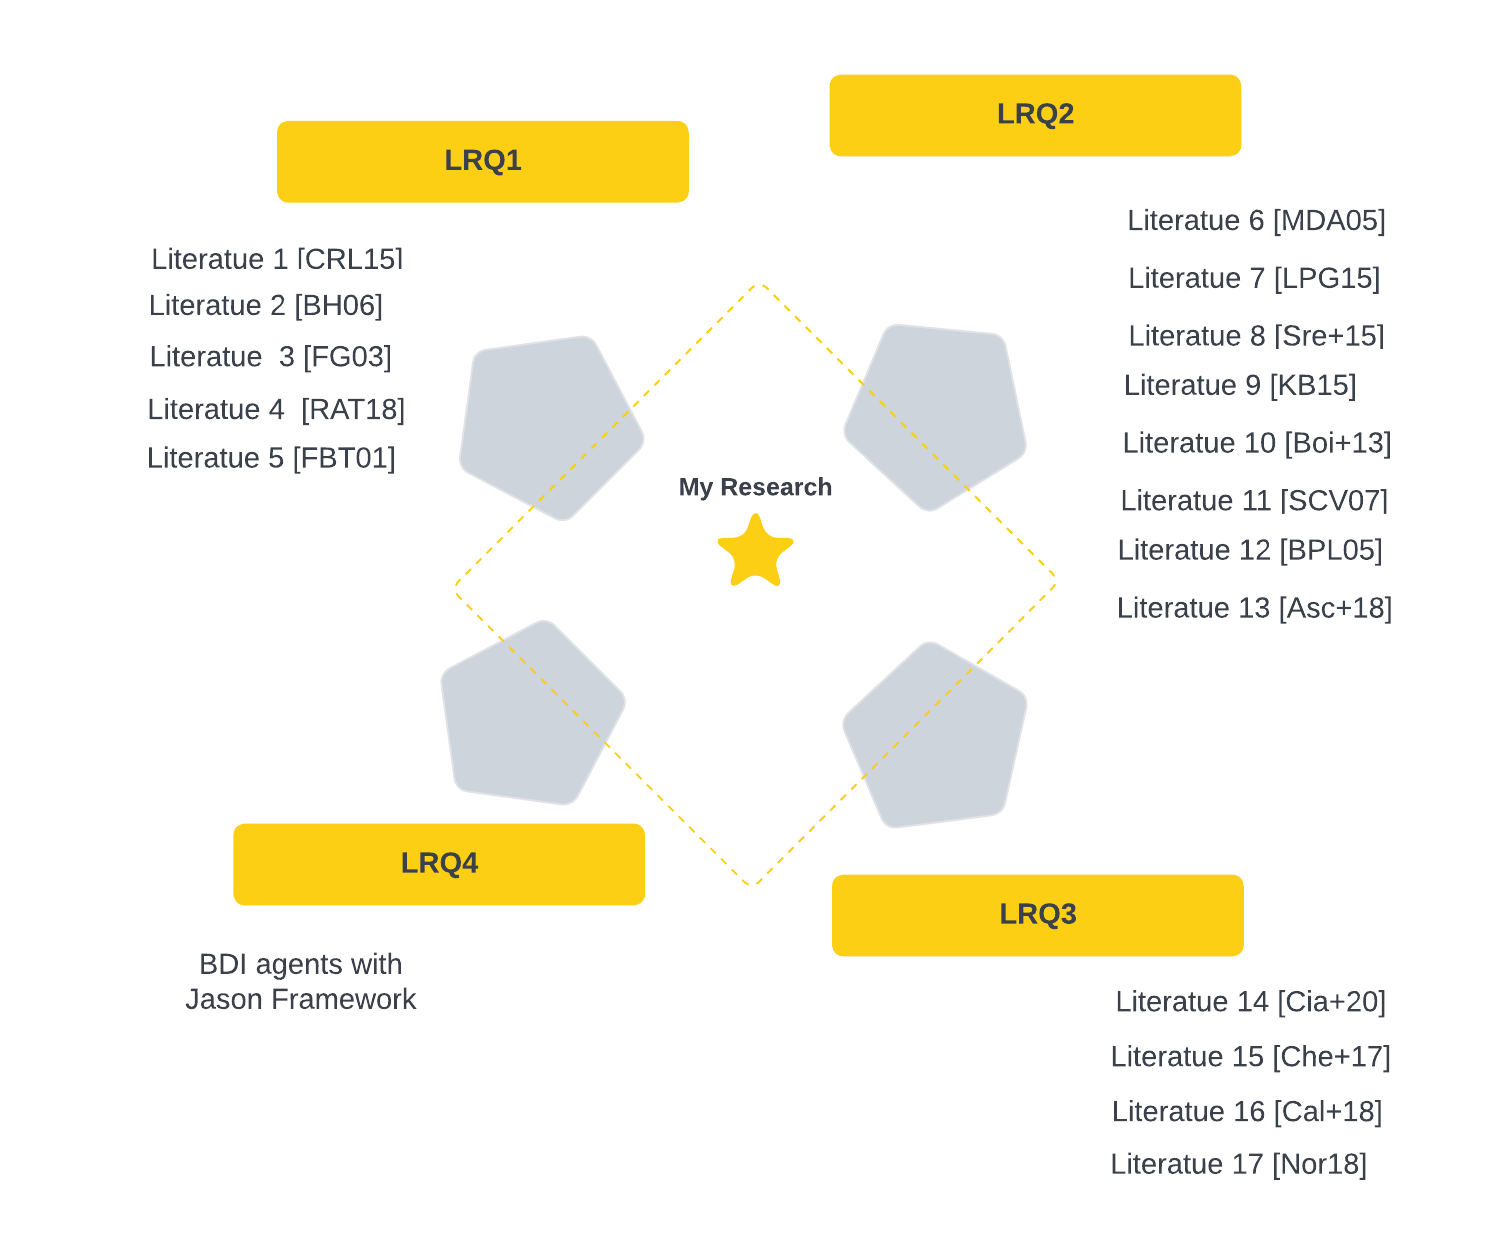 LRQ1
Literatue 1 [CRL15]
Literatue 2 [BH06]
Literatue  3 [FG03]
Literatue 4  [RAT18]
Literatue 5 [FBT01]
LRQ2
Literatue 6 [MDA05]
Literatue 7 [LPG15]
Literatue 8 [Sre+15]
Literatue 9 [KB15]
Literatue 10 [Boi+13]
Literatue 11 [SCV07]
Literatue 12 [BPL05]
Literatue 13 [Asc+18]
My Research
LRQ4
BDI agents with
Jason Framework
LRQ3
Literatue 14 [Cia+20]
Literatue 15 [Che+17]
Literatue 16 [Cal+18]
Literatue 17 [Nor18]